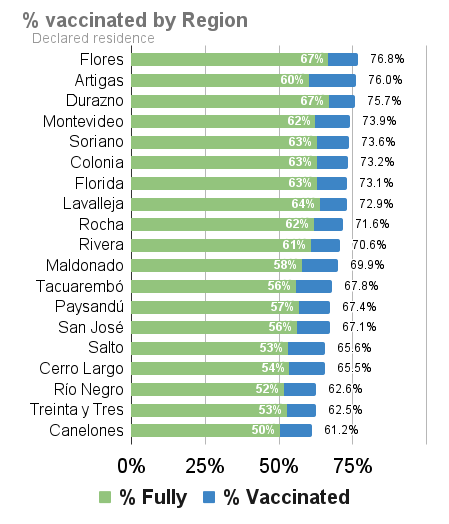 % vaccinated by Region
Declared residence
Flores 67% 76.8%
Artigas 60% 76.0%
Durazno 67% 75.7%
Montevideo 62% 73.9%
Soriano 63% 73.6%
Colonia 63% 73.2%
Florida 63% 73.1%
Lavalleja 64% 72.9%
Rocha 62% 71.6%
Rivera 61% 70.6%
Maldonado 58% 69.9%
Tacuarembó 56% 67.8%
Paysandú 57% 67.4%
San José 56% 67.1%
Salto 53% 65.6%
Cerro Largo 54% 65.5%
Río Negro 52% 62.6%
Treinta y Tres 53% 62.5%
Canelones 50% 61.2%
0% 25% 50% 75%
% Fully % Vaccinated